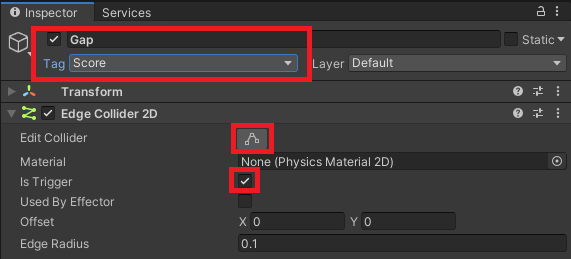 Inspector Services
Gap Static
Tag Score Layer Default
Transform
Edge Collider 2D
Edit Collider
Material None (Physics Material 2D)
Is Trigger
Used By Effector
Offset X 0 Y 0
Edge Radius 0.1